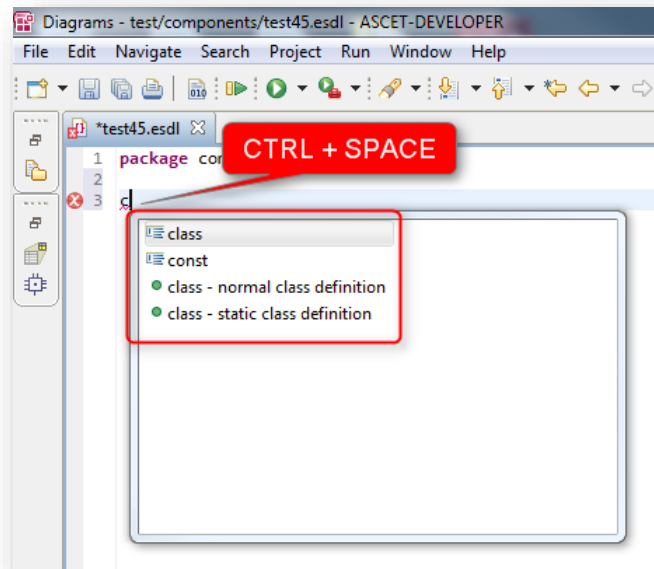 Diagrams - test/components/test45.esdl - ASCET-DEVELOPER
File Edit Navigate Search Project Run Window Help
*test45.esdl
CTRL + SPACE
1 package
2
3 c
class
const
class - normal class definition
class - static class definition